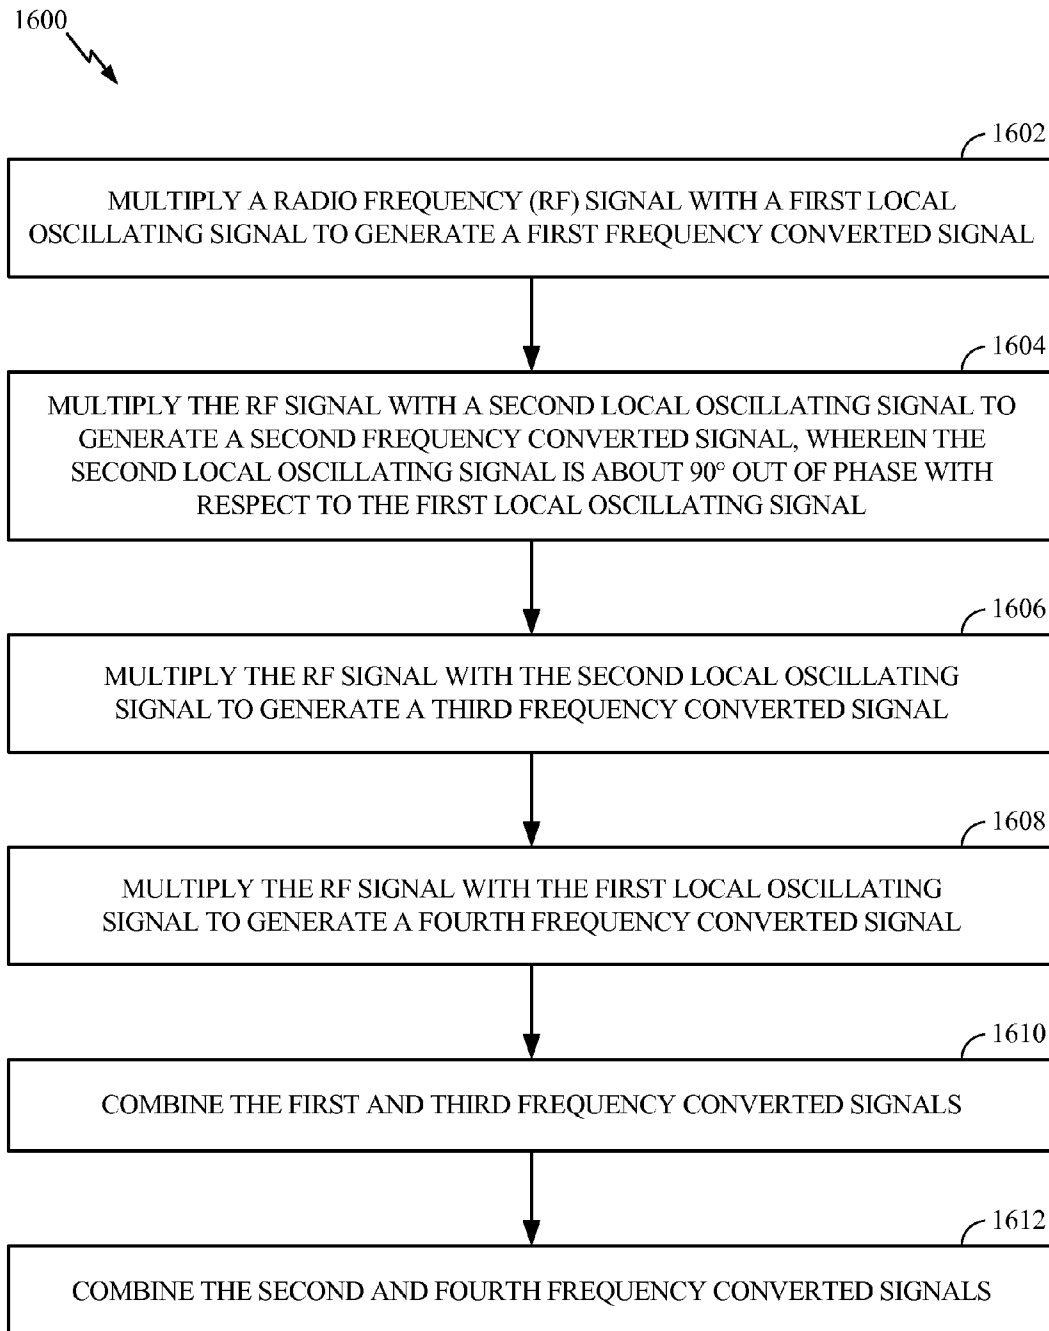 1600
1602
MULTIPLY A RADIO FREQUENCY (RF) SIGNAL WITH A FIRST LOCAL
OSCILLATING SIGNAL TO GENERATE A FIRST FREQUENCY CONVERTED SIGNAL
1604
MULTIPLY THE RF SIGNAL WITH A SECOND LOCAL OSCILLATING SIGNAL TO
GENERATE A SECOND FREQUENCY CONVERTED SIGNAL, WHEREIN THE
SECOND LOCAL OSCILLATING SIGNAL IS ABOUT 90° OUT OF PHASE WITH
RESPECT TO THE FIRST LOCAL OSCILLATING SIGNAL
1606
MULTIPLY THE RF SIGNAL WITH THE SECOND LOCAL OSCILLATING
SIGNAL TO GENERATE A THIRD FREQUENCY CONVERTED SIGNAL
1608
MULTIPLY THE RF SIGNAL WITH THE FIRST LOCAL OSCILLATING
SIGNAL TO GENERATE A FOURTH FREQUENCY CONVERTED SIGNAL
1610
COMBINE THE FIRST AND THIRD FREQUENCY CONVERTED SIGNALS
1612
COMBINE THE SECOND AND FOURTH FREQUENCY CONVERTED SIGNALS